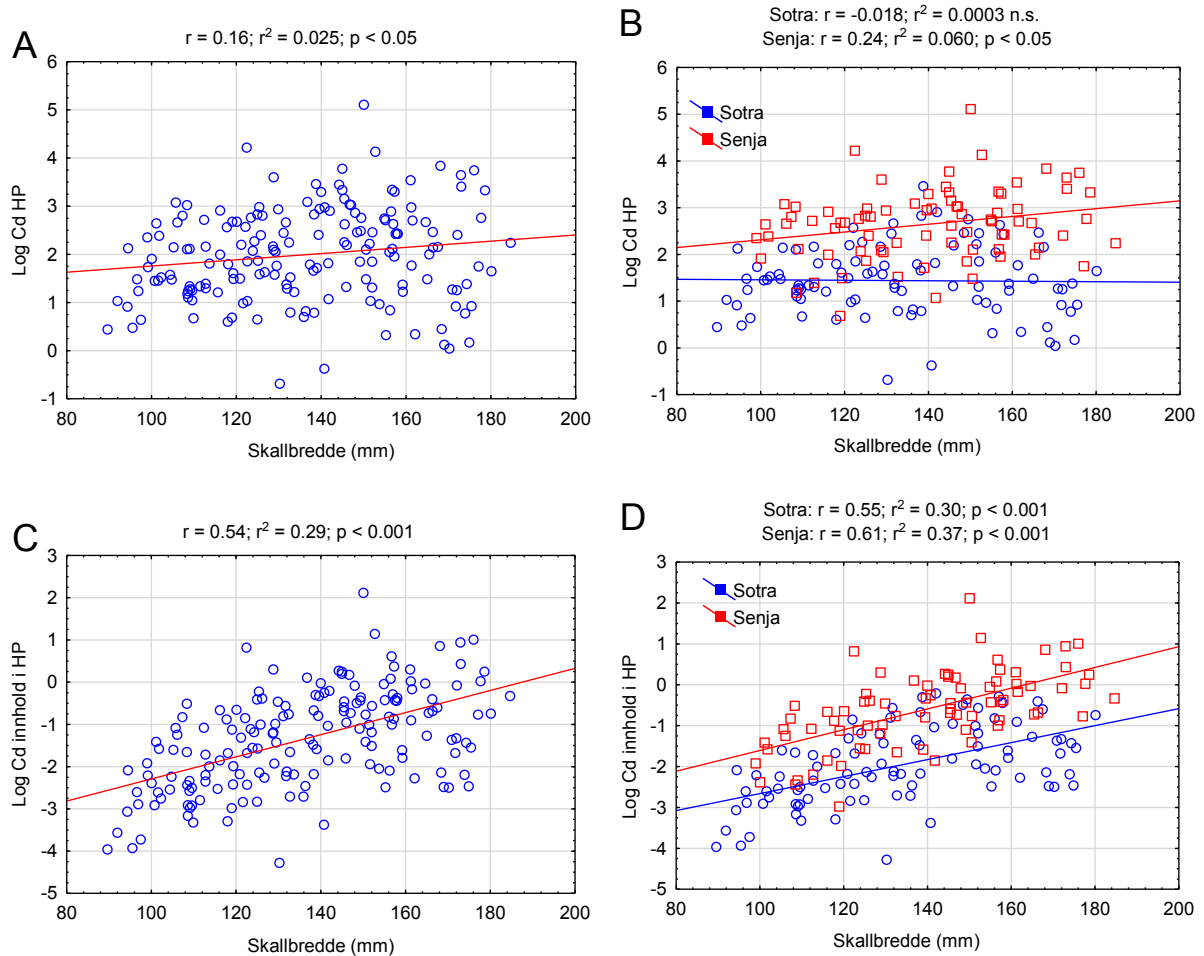 A
r = 0.16; r² = 0.025; p < 0.05
6
5
4
3
2
1
0
-1
Log Cd HP
80 100 120 140 160 180 200
Skallbredde (mm)
B
Sotra: r = -0.018; r² = 0.0003 n.s.
Senja: r = 0.24; r² = 0.060; p < 0.05
Sotra
Senja
6
5
4
3
2
1
0
-1
Log Cd HP
80 100 120 140 160 180 200
Skallbredde (mm)
C
r = 0.54; r² = 0.29; p < 0.001
3
2
1
0
-1
-2
-3
-4
-5
Log Cd innhold i HP
80 100 120 140 160 180 200
Skallbredde (mm)
D
Sotra: r = 0.55; r² = 0.30; p < 0.001
Senja: r = 0.61; r² = 0.37; p < 0.001
Sotra
Senja
3
2
1
0
-1
-2
-3
-4
-5
Log Cd innhold i HP
80 100 120 140 160 180 200
Skallbredde (mm)